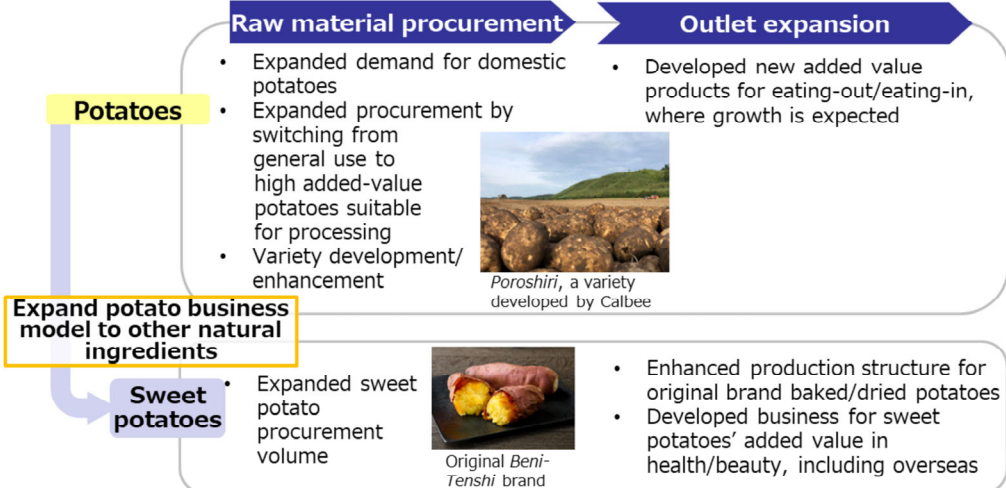 Raw material procurement
Outlet expansion
Potatoes
• Expanded demand for domestic
potatoes
• Expanded procurement by
switching from
general use to
high added-value
potatoes suitable
for processing
• Variety development/
enhancement
Poroshiri, a variety
developed by Calbee
• Developed new added value
products for eating-out/eating-in,
where growth is expected
Expand potato business
model to other natural
ingredients
Sweet
potatoes
• Expanded sweet
potato
procurement
volume
Original Beni-
Tenshi brand
• Enhanced production structure for
original brand baked/dried potatoes
• Developed business for sweet
potatoes’ added value in
health/beauty, including overseas